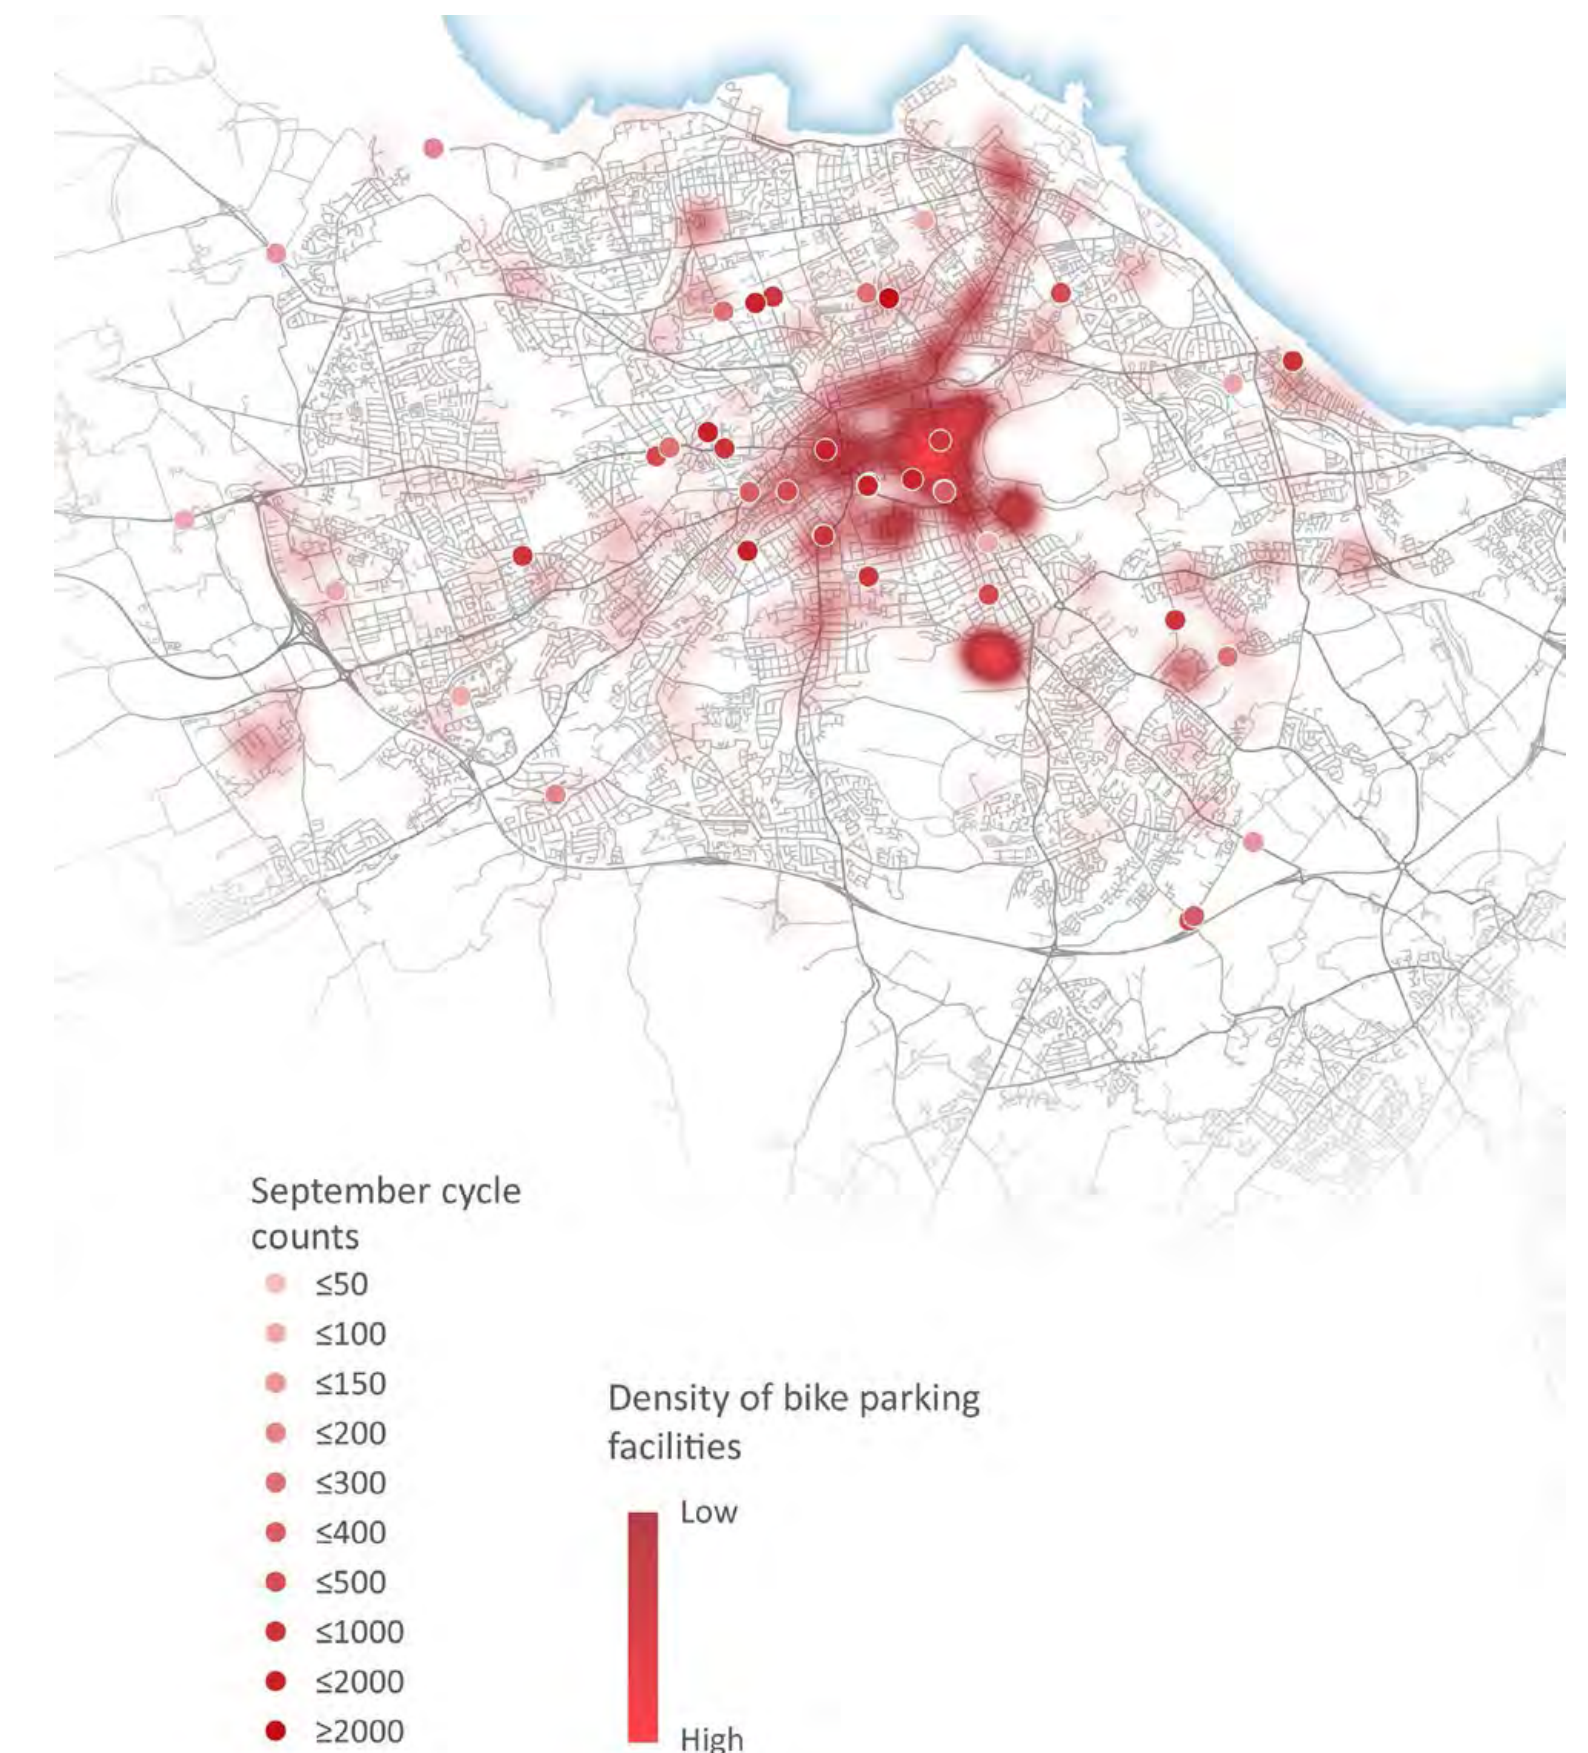 September cycle
counts
≤50
≤100
≤150
≤200
≤300
≤400
≤500
≤1000
≤2000
≥2000
Density of bike parking
facilities
Low
High